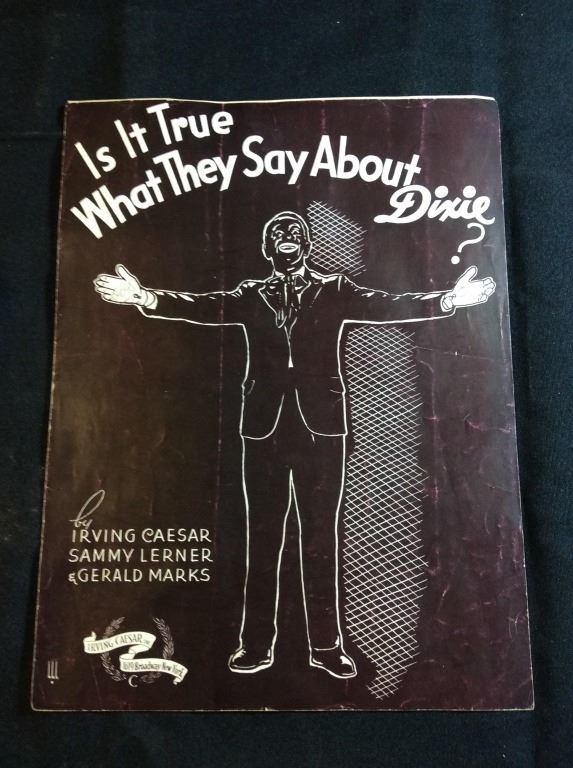 Is It True
What They Say About
Dixie
?
by
IRVING CAESAR
SAMMY LERNER
& GERALD MARKS
IRVING CAESAR INC
1619 Broadway New York
C